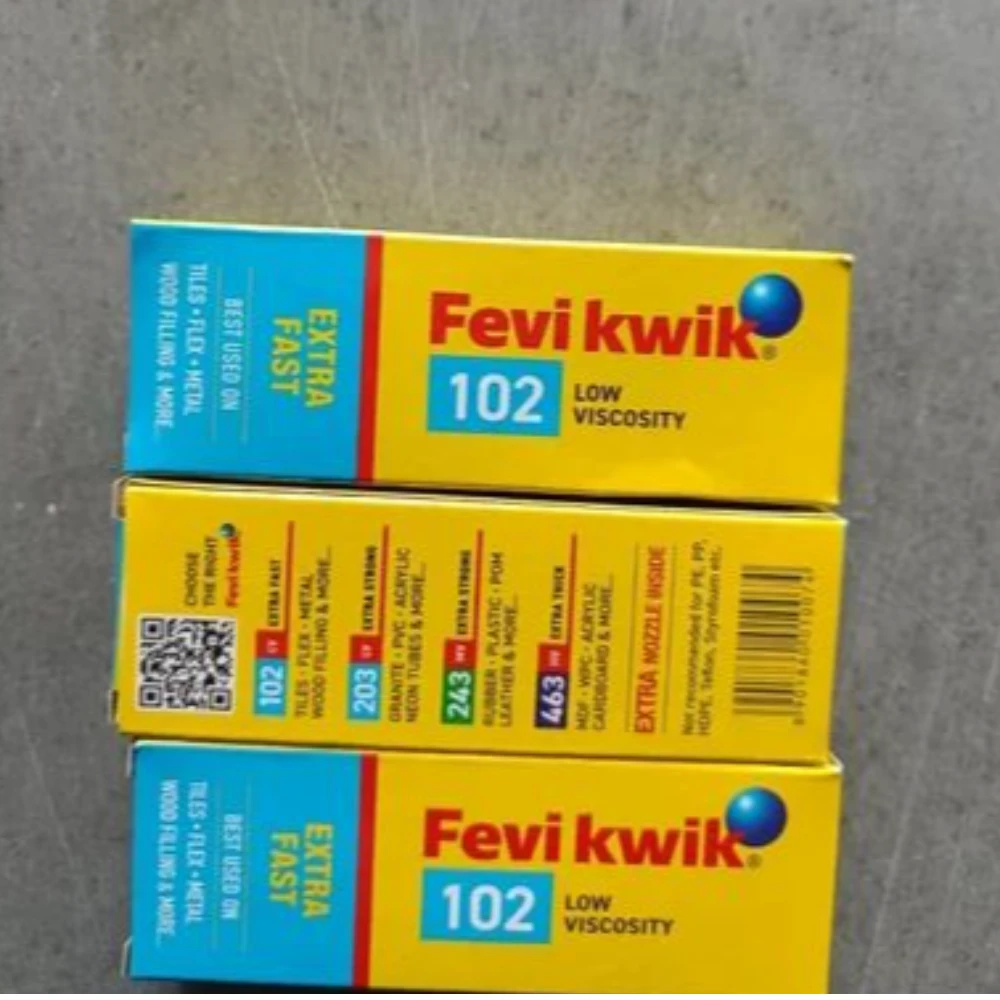 Fevi kwik®
102
LOW
VISCOSITY
EXTRA
FAST
BEST USED ON
TILES • FLEX • METAL
WOOD FILLING & MORE..
CHOOSE
THE RIGHT
Fevi kwik
102 LV EXTRA FAST
TILES · FLEX · METAL
WOOD FILLING & MORE...
203 LV EXTRA STRONG
GRANITE · PVC · ACRYLIC
NEON TUBES & MORE...
243 MV EXTRA STRONG
RUBBER · PLASTIC · POM
LEATHER & MORE...
463 HV EXTRA THICK
MDF · WPC · ACRYLIC
CARDBOARD & MORE...
EXTRA NOZZLE INSIDE
Not recommended for PE, PP,
HDPE, Teflon, Styrofoam etc.
Fevi kwik®
102
LOW
VISCOSITY
EXTRA
FAST
BEST USED ON
TILES • FLEX • METAL
WOOD FILLING & MORE..